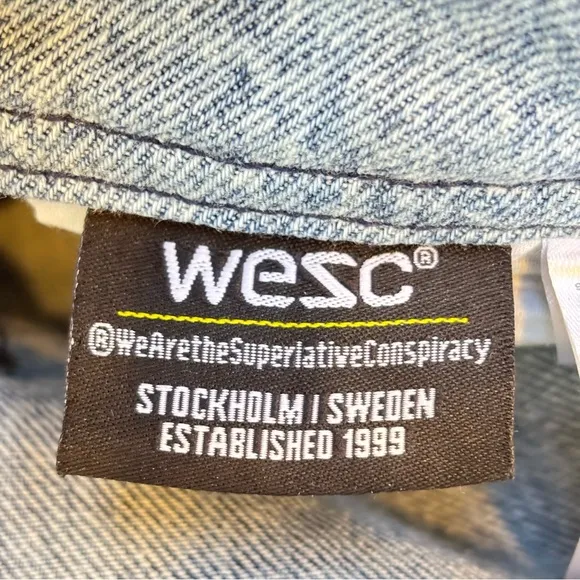 wesc®
®WeAretheSuperlativeConspiracy
STOCKHOLM | SWEDEN
ESTABLISHED 1999